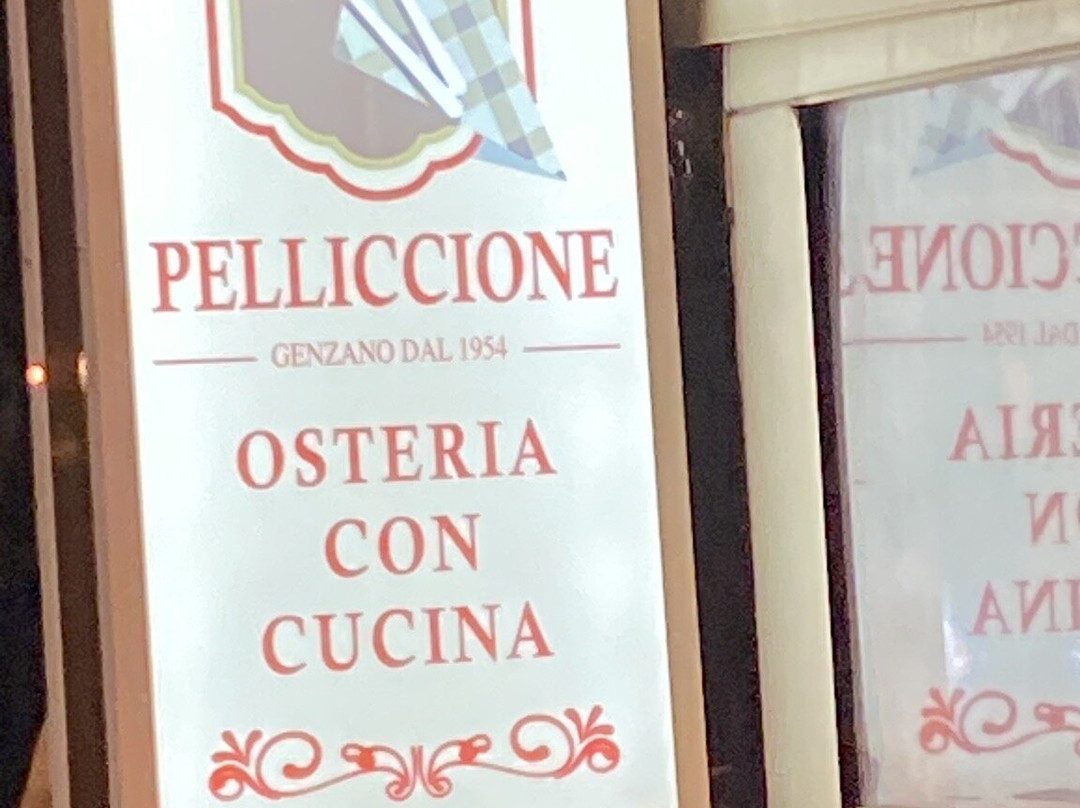 PELLICCIONE
GENZANO DAL 1954
OSTERIA
CON
CUCINA